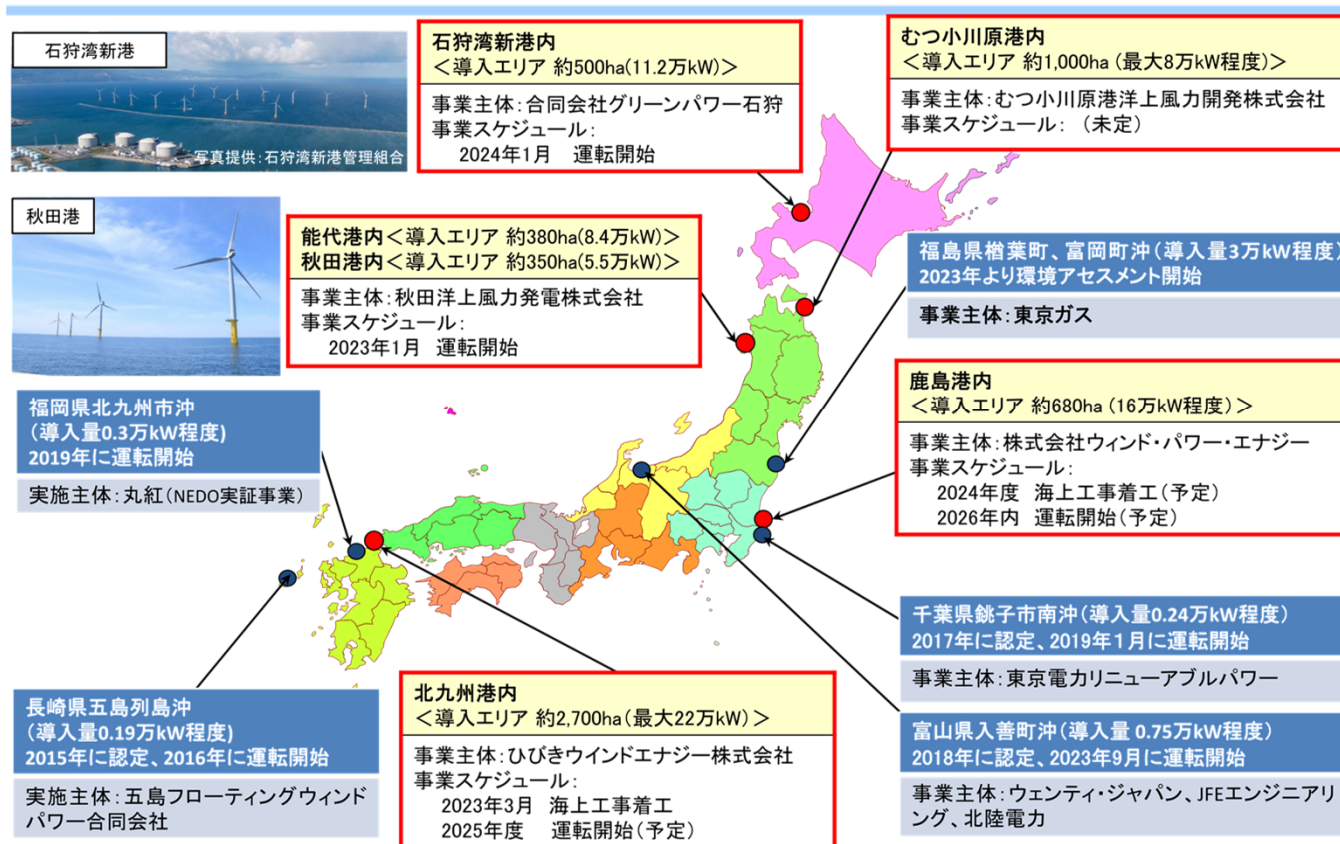 石狩湾新港
写真提供:石狩湾新港管理組合
石狩湾新港内
<導入エリア 約500ha(11.2万kW)>
事業主体:合同会社グリーンパワー石狩
事業スケジュール:
2024年1月 運転開始
むつ小川原港内
<導入エリア 約1,000ha (最大8万kW程度)>
事業主体:むつ小川原港洋上風力開発株式会社
事業スケジュール: (未定)
秋田港
能代港内<導入エリア 約380ha(8.4万kW)>
秋田港内<導入エリア 約350ha(5.5万kW)>
事業主体:秋田洋上風力発電株式会社
事業スケジュール:
2023年1月 運転開始
福島県楢葉町、富岡町沖(導入量3万kW程度)
2023年より環境アセスメント開始
事業主体:東京ガス
鹿島港内
<導入エリア 約680ha (16万kW程度)>
事業主体:株式会社ウィンド・パワー・エナジー
事業スケジュール:
2024年度 海上工事着工(予定)
2026年内 運転開始(予定)
福岡県北九州市沖
(導入量0.3万kW程度)
2019年に運転開始
実施主体:丸紅(NEDO実証事業)
千葉県銚子市南沖(導入量0.24万kW程度)
2017年に認定、2019年1月に運転開始
事業主体:東京電力リニューアブルパワー
長崎県五島列島沖
(導入量0.19万kW程度)
2015年に認定、2016年に運転開始
実施主体:五島フローティングウィンド
パワー合同会社
北九州港内
<導入エリア 約2,700ha(最大22万kW)>
事業主体:ひびきウインドエナジー株式会社
事業スケジュール:
2023年3月 海上工事着工
2025年度 運転開始(予定)
富山県入善町沖(導入量 0.75万kW程度)
2018年に認定、2023年9月に運転開始
事業主体:ウェンティ・ジャパン、JFEエンジニアリ
ング、北陸電力